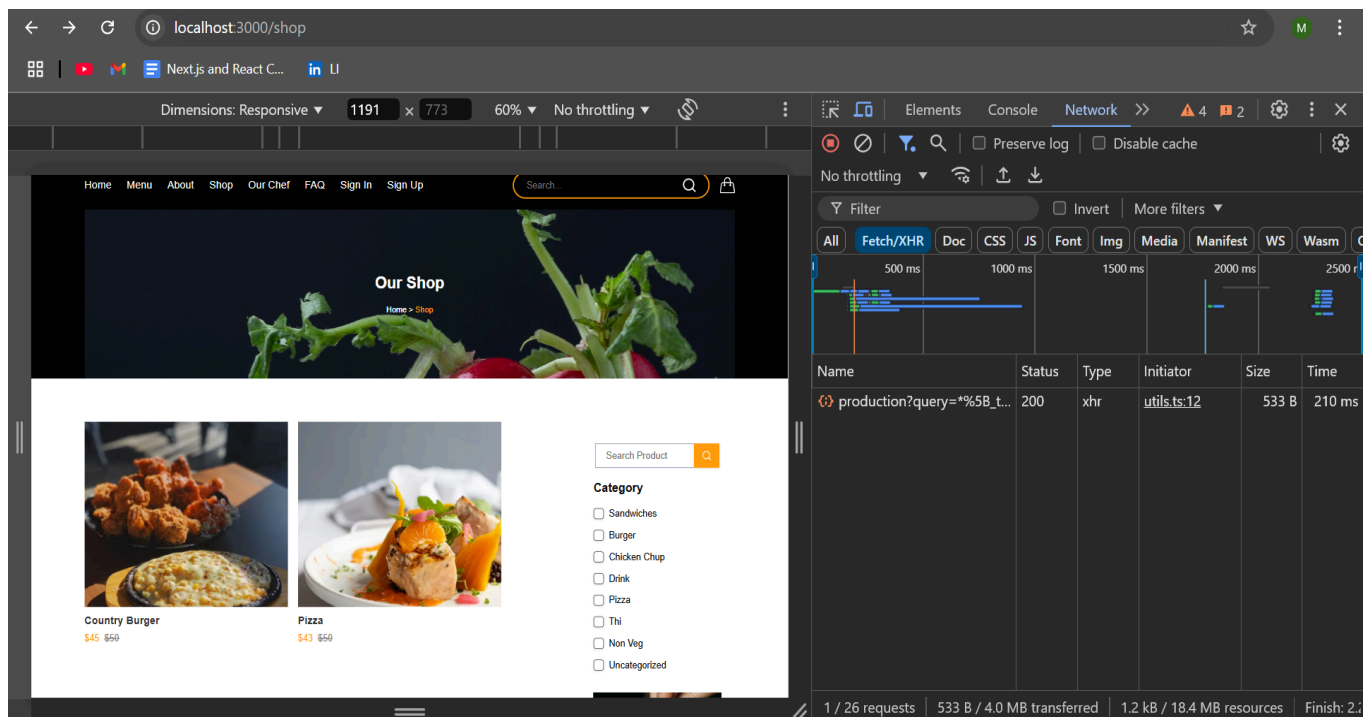 localhost:3000/shop
M
Next.js and React C...
in LI
Dimensions: Responsive ▼ 1191 × 773 60% ▼ No throttling ▼
Elements Console Network 4 2
Preserve log Disable cache
No throttling ▼
Filter Invert More filters ▼
All Fetch/XHR Doc CSS JS Font Img Media Manifest WS Wasm
500 ms 1000 ms 1500 ms 2000 ms 2500
Name Status Type Initiator Size Time
{;} production?query=*%5B_t... 200 xhr utils.ts:12 533 B 210 ms
1 / 26 requests 533 B / 4.0 MB transferred 1.2 kB / 18.4 MB resources Finish: 2.
Home Menu About Shop Our Chef FAQ Sign In Sign Up Search...
Our Shop
Home > Shop
Country Burger
$45 $50
Pizza
$43 $50
Search Product
Category
Sandwiches
Burger
Chicken Chup
Drink
Pizza
Thi
Non Veg
Uncategorized